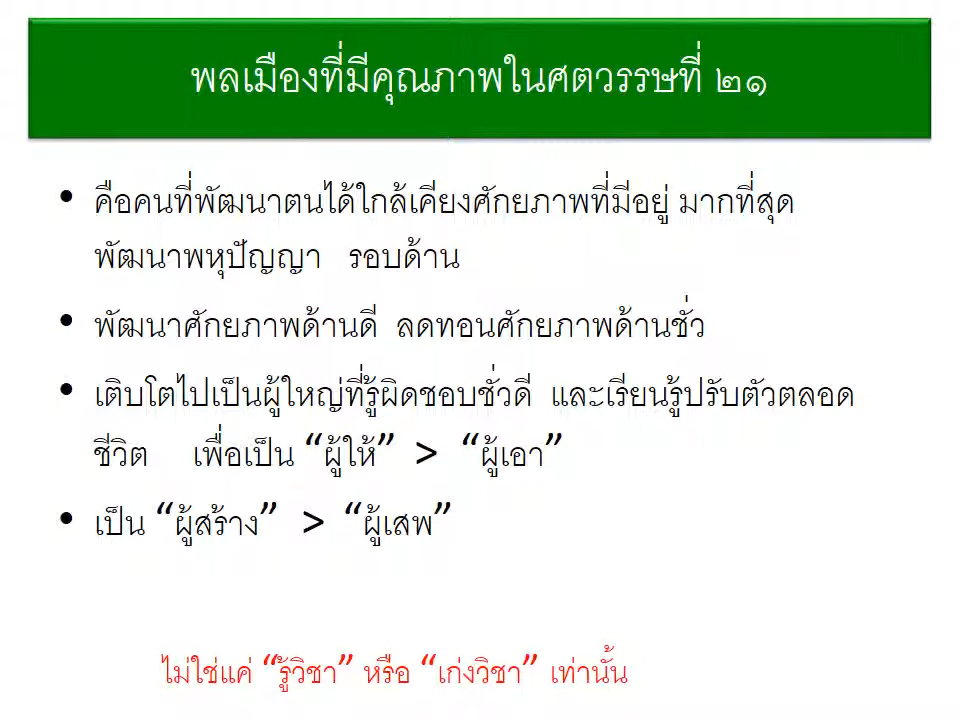 พลเมืองที่มีคุณภาพในศตวรรษที่ ๒๑
• คือคนที่พัฒนาตนได้ใกล้เคียงศักยภาพที่มีอยู่ มากที่สุด
พัฒนาพหุปัญญา รอบด้าน
• พัฒนาศักยภาพด้านดี ลดทอนศักยภาพด้านชั่ว
• เติบโตไปเป็นผู้ใหญ่ที่รู้ผิดชอบชั่วดี และเรียนรู้ปรับตัวตลอด
ชีวิต เพื่อเป็น “ผู้ให้” > “ผู้เอา”
• เป็น “ผู้สร้าง” > “ผู้เสพ”
ไม่ใช่แค่ “รู้วิชา” หรือ “เก่งวิชา” เท่านั้น